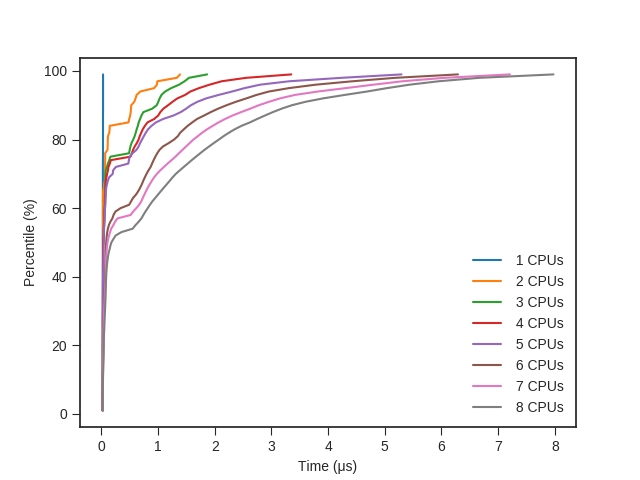 100
80
60
40
20
0
Percentile (%)
1 CPUs
2 CPUs
3 CPUs
4 CPUs
5 CPUs
6 CPUs
7 CPUs
8 CPUs
0 1 2 3 4 5 6 7 8
Time (μs)